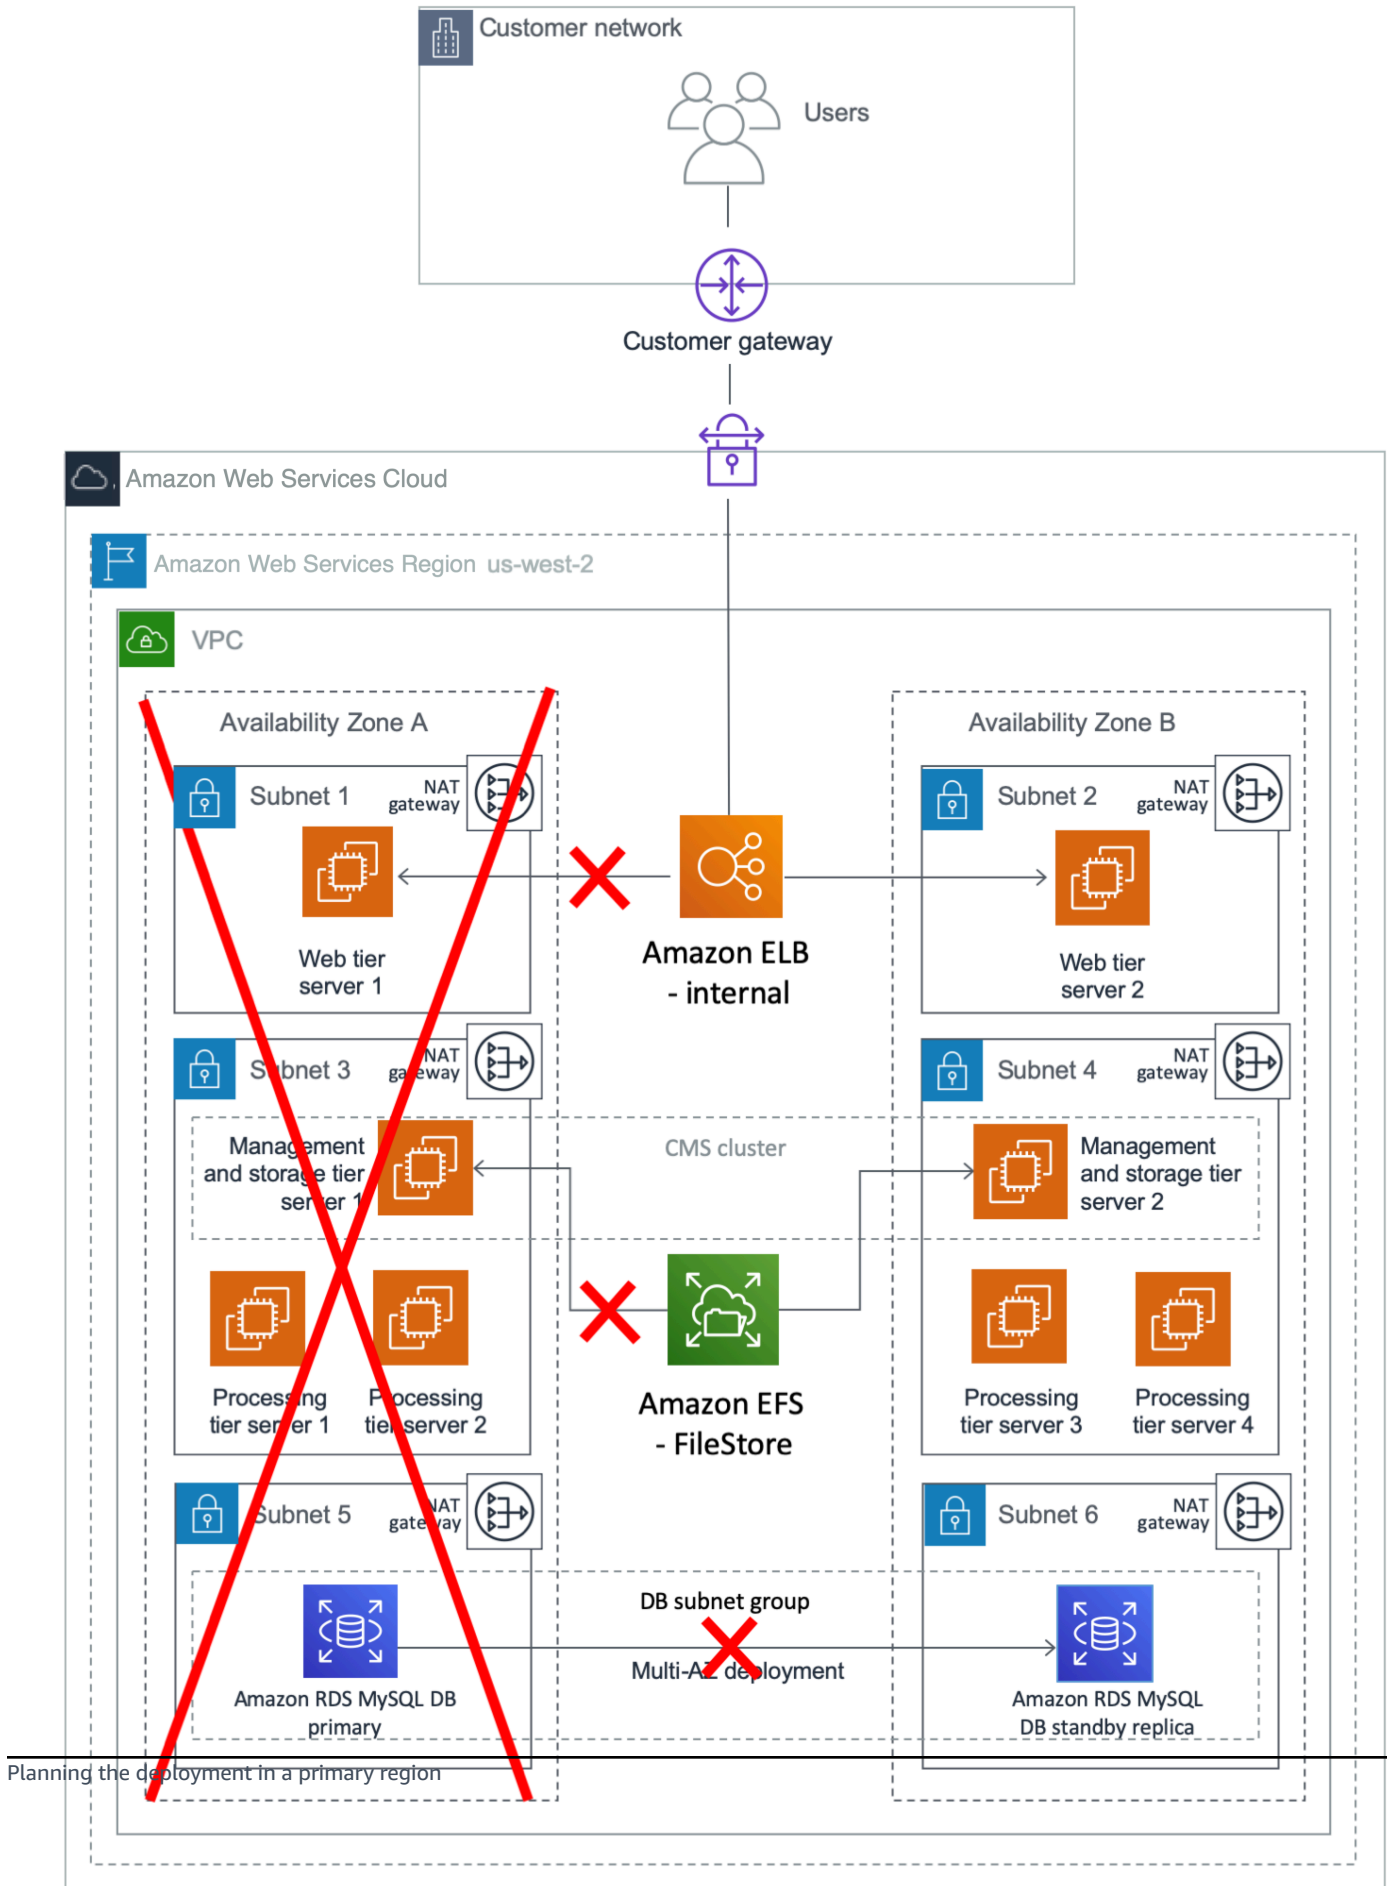 Customer network
Users
Customer gateway
Amazon Web Services Cloud
Amazon Web Services Region us-west-2
VPC
Availability Zone A
Availability Zone B
Subnet 1
NAT
gateway
Subnet 2
NAT
gateway
Web tier
server 1
Amazon ELB
- internal
Web tier
server 2
Subnet 3
NAT
gateway
Subnet 4
NAT
gateway
Management
and storage tier
server 1
CMS cluster
Management
and storage tier
server 2
Processing
tier server 1
Processing
tier server 2
Amazon EFS
- FileStore
Processing
tier server 3
Processing
tier server 4
Subnet 5
NAT
gateway
Subnet 6
NAT
gateway
DB subnet group
Multi-AZ deployment
Amazon RDS MySQL DB
primary
Amazon RDS MySQL
DB standby replica
Planning the deployment in a primary region